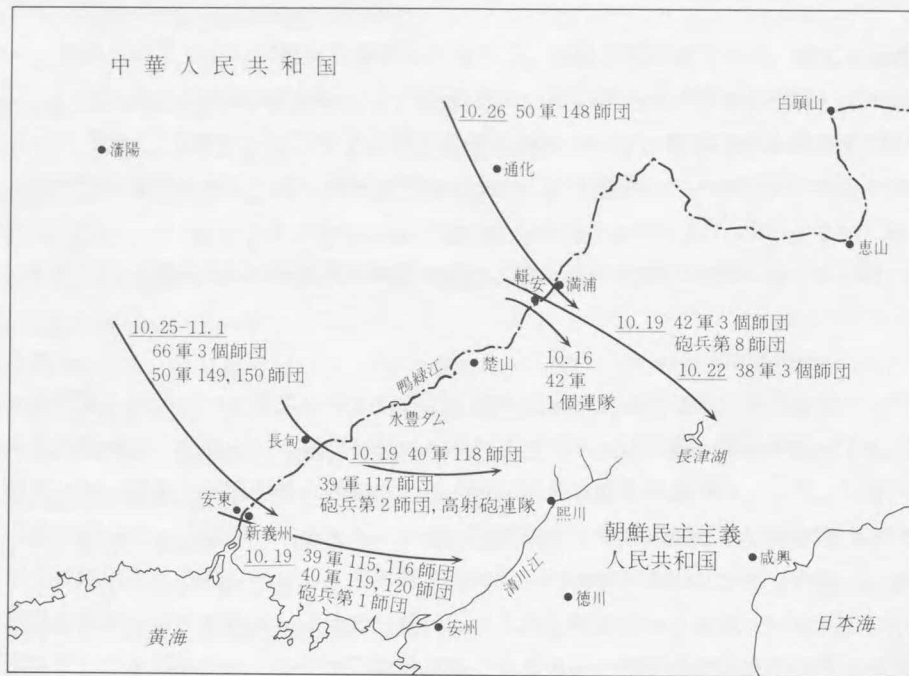 中華人民共和国
白頭山
10.26 50軍148師団
瀋陽
通化
恵山
輯安
満浦
10.25-11.1
66軍3個師団
50軍149,150師団
10.19 42軍3個師団
砲兵第8師団
10.22 38軍3個師団
10.16
42軍
1個連隊
鴨緑江
楚山
水豊ダム
長甸
長津湖
10.19 40軍118師団
39軍117師団
砲兵第2師団,高射砲連隊
安東
新義州
煕川
朝鮮民主主義
人民共和国
咸興
10.19 39軍115,116師団
40軍119,120師団
砲兵第1師団
清川江
徳川
安州
黄海
日本海